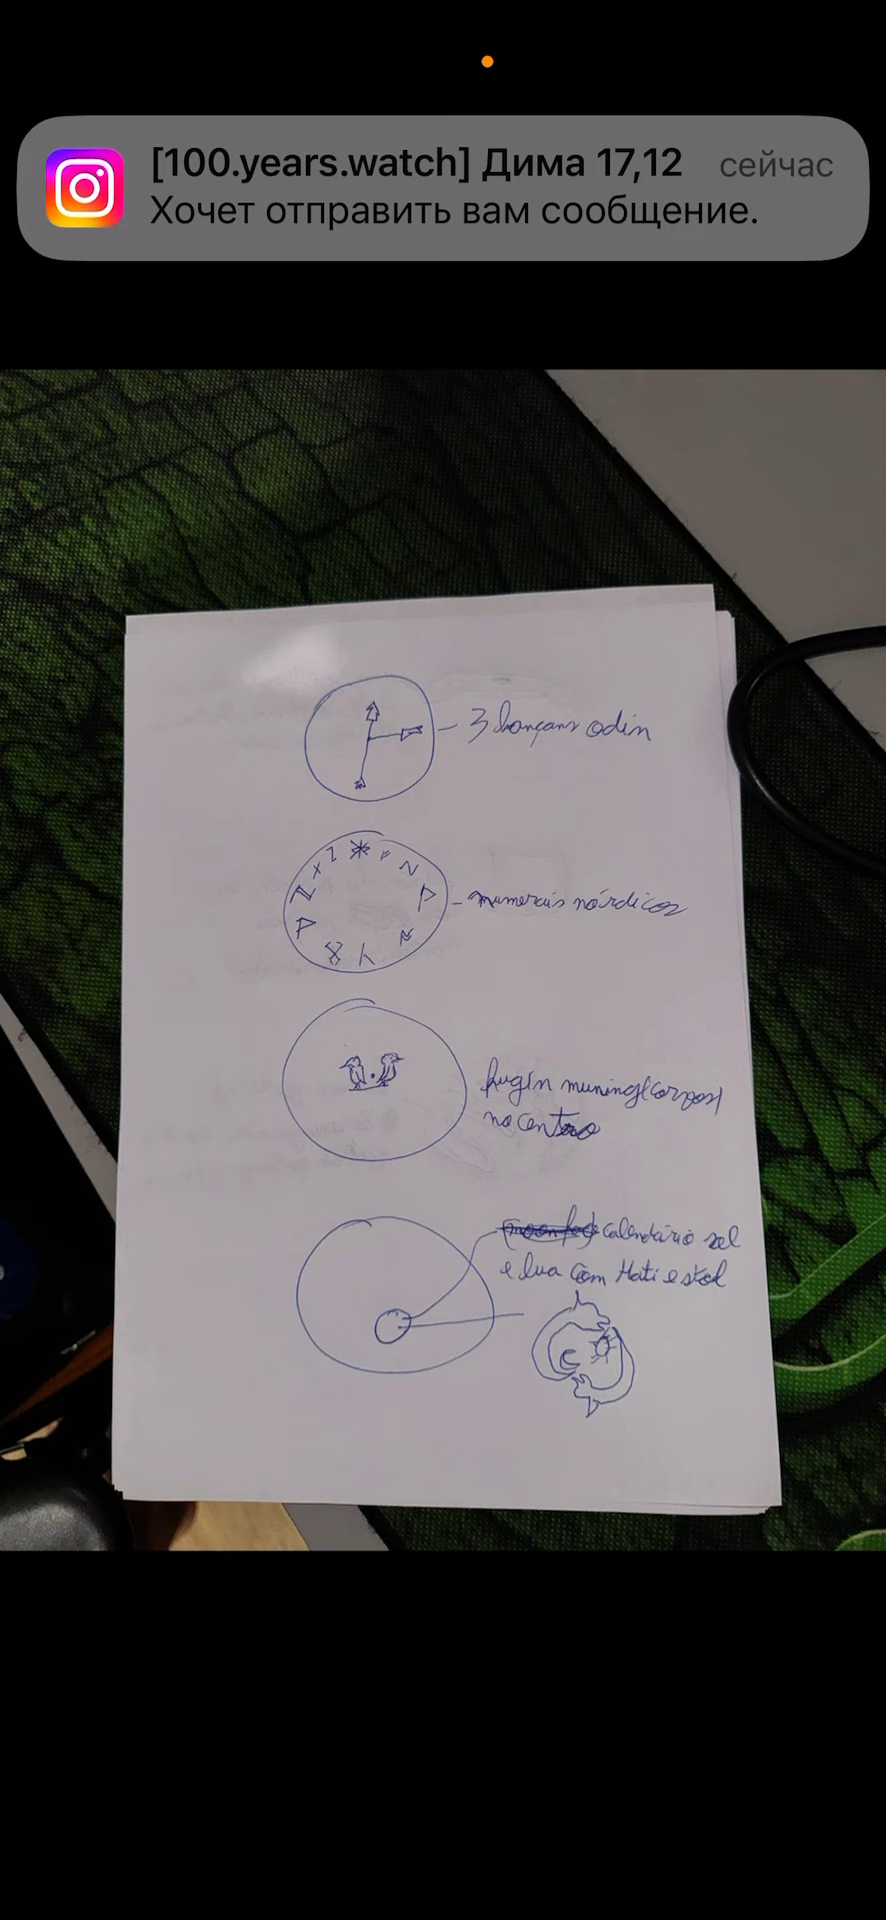 [100.years.watch] Дима 17,12
сейчас
Хочет отправить вам сообщение.
3 lanças odin
numerais nórdicos
hugin muning(corvos)
no centro
calendário sol
e lua com Hati e skol